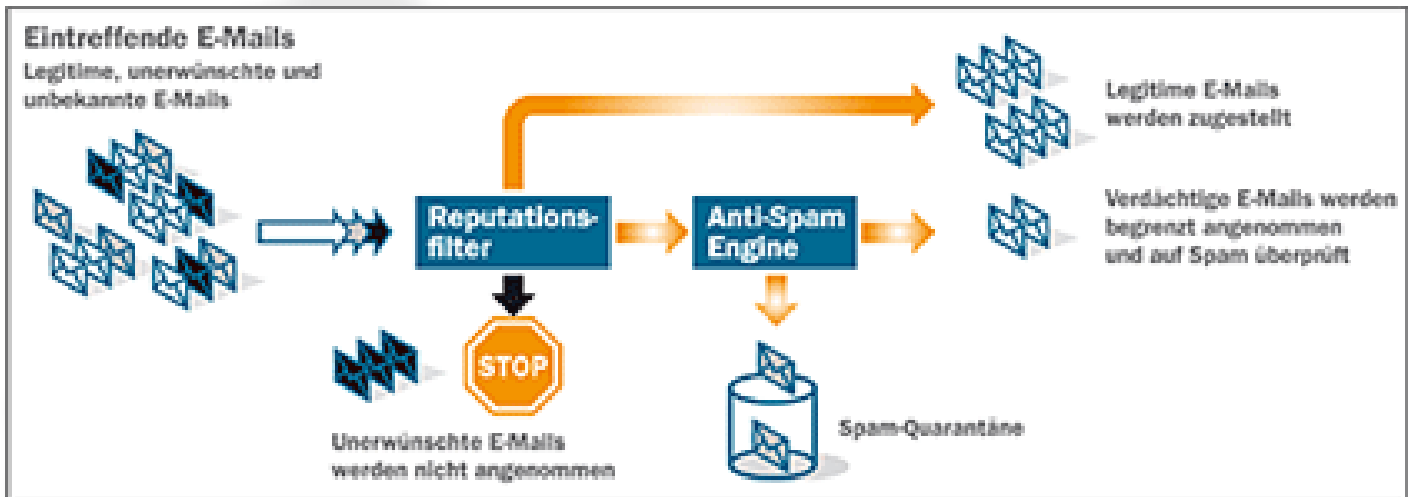 Eintreffende E-Mails
Legitime, unerwünschte und
unbekannte E-Mails
Legitime E-Mails
werden zugestellt
Reputations-
filter
Anti-Spam
Engine
Verdächtige E-Mails werden
begrenzt angenommen
und auf Spam überprüft
STOP
Unerwünschte E-Mails
werden nicht angenommen
Spam-Quarantäne